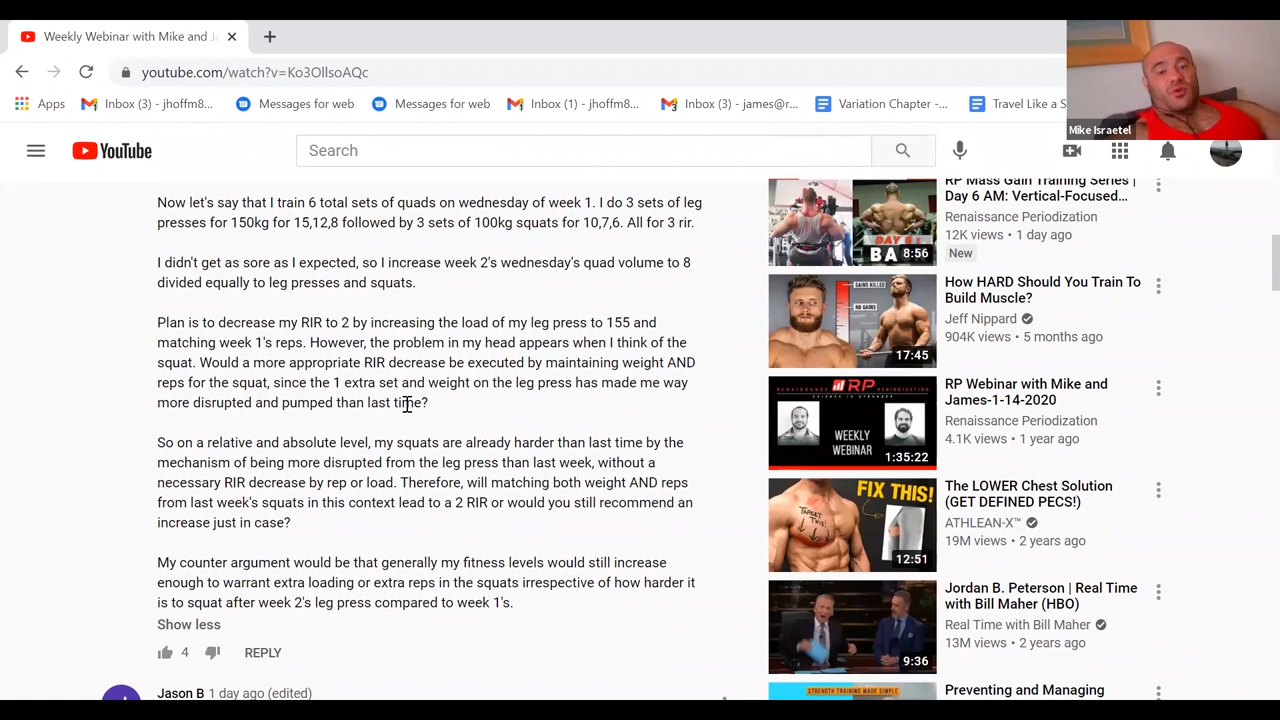 Weekly Webinar with Mike and Ja
youtube.com/watch?v=Ko3OllsoAQc
Apps
Inbox (3) - jhoffm8...
Messages for web
Messages for web
Inbox (1) - jhoffm8...
Inbox (3) - james@r...
Variation Chapter -...
Travel Like a S
Mike Israetel
YouTube
Search
Now let's say that I train 6 total sets of quads on wednesday of week 1. I do 3 sets of leg
presses for 150kg for 15,12,8 followed by 3 sets of 100kg squats for 10,7,6. All for 3 rir.
I didn't get as sore as I expected, so I increase week 2's wednesday's quad volume to 8
divided equally to leg presses and squats.
Plan is to decrease my RIR to 2 by increasing the load of my leg press to 155 and
matching week 1's reps. However, the problem in my head appears when I think of the
squat. Would a more appropriate RIR decrease be executed by maintaining weight AND
reps for the squat, since the 1 extra set and weight on the leg press has made me way
more disrupted and pumped than last time?
So on a relative and absolute level, my squats are already harder than last time by the
mechanism of being more disrupted from the leg press than last week, without a
necessary RIR decrease by rep or load. Therefore, will matching both weight AND reps
from last week's squats in this context lead to a 2 RIR or would you still recommend an
increase just in case?
My counter argument would be that generally my fitness levels would still increase
enough to warrant extra loading or extra reps in the squats irrespective of how harder it
is to squat after week 2's leg press compared to week 1's.
Show less
4
REPLY
Jason B 1 day ago (edited)
DAY 6
BA
8:56
RP Mass Gain Training Series |
Day 6 AM: Vertical-Focused...
Renaissance Periodization
12K views • 1 day ago
New
GAINS KILLED
NO GAINS
17:45
How HARD Should You Train To
Build Muscle?
Jeff Nippard
904K views • 5 months ago
RENAISSANCE RP PERIODIZATION
SCIENCE IS STRONGER
WEEKLY
WEBINAR
1:35:22
RP Webinar with Mike and
James-1-14-2020
Renaissance Periodization
4.1K views • 1 year ago
FIX THIS!
TARGET
THIS!
12:51
The LOWER Chest Solution
(GET DEFINED PECS!)
ATHLEAN-X™
19M views • 2 years ago
9:36
Jordan B. Peterson | Real Time
with Bill Maher (HBO)
Real Time with Bill Maher
13M views • 2 years ago
STRENGTH TRAINING MADE SIMPLE
Preventing and Managing